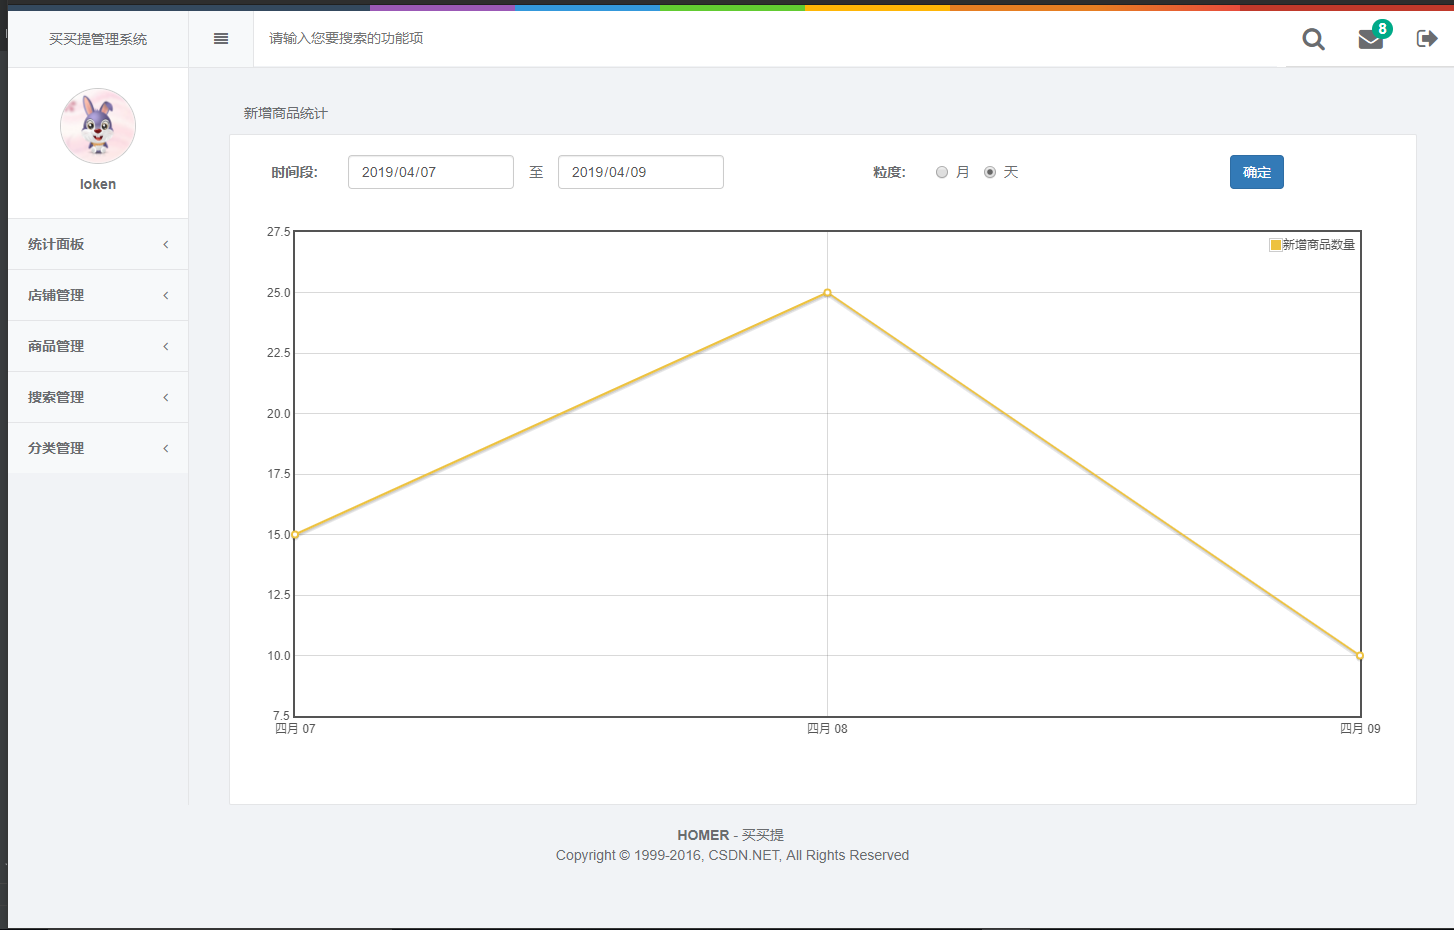 买买提管理系统
请输入您要搜索的功能项
8
loken
统计面板
店铺管理
商品管理
搜索管理
分类管理
新增商品统计
时间段: 2019/04/07 至 2019/04/09 粒度: 月 天 确定
新增商品数量
27.5
25.0
22.5
20.0
17.5
15.0
12.5
10.0
7.5
四月 07 四月 08 四月 09
HOMER - 买买提
Copyright © 1999-2016, CSDN.NET, All Rights Reserved